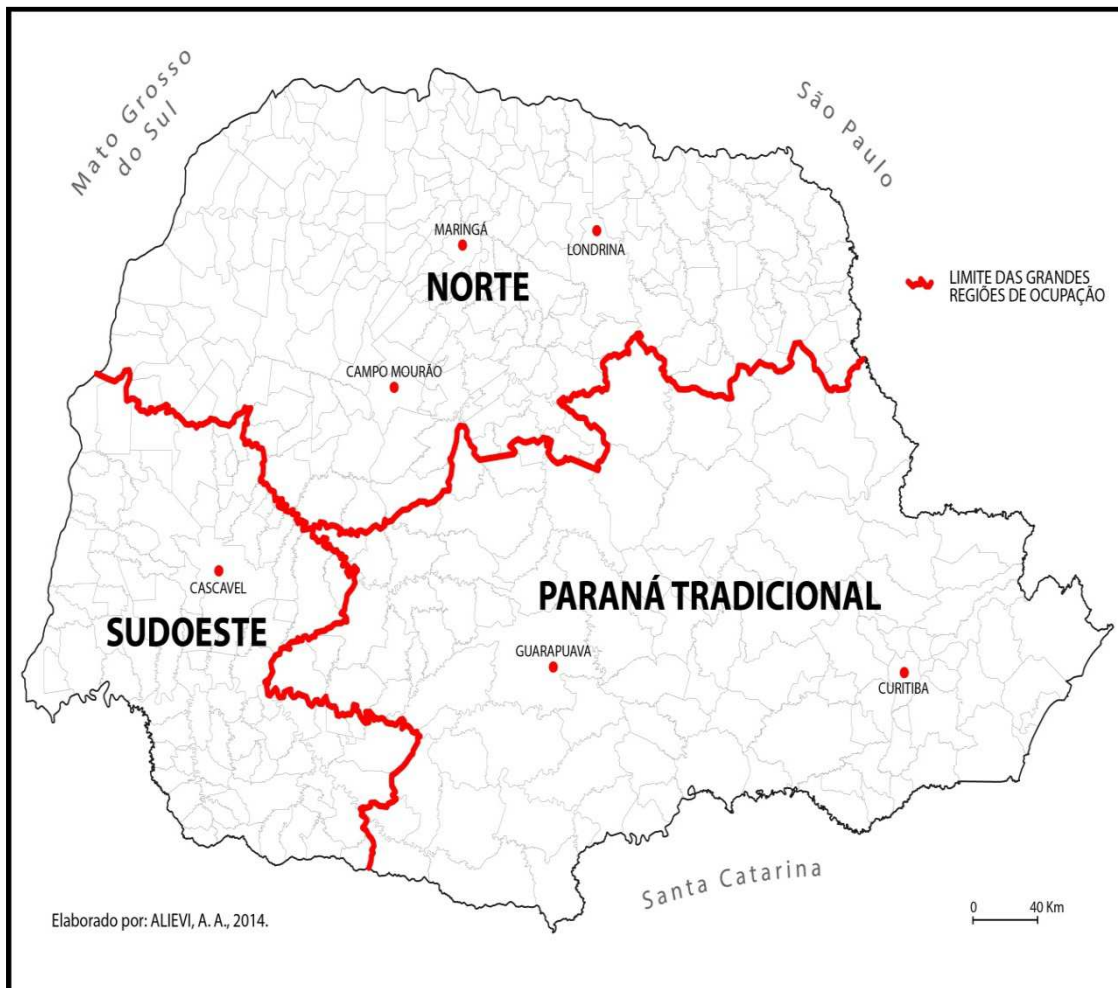 Mato Grosso
do Sul
São Paulo
MARINGÁ
LONDRINA
NORTE
LIMITE DAS GRANDES
REGIÕES DE OCUPAÇÃO
CAMPO MOURÃO
CASCAVEL
SUDOESTE
PARANÁ TRADICIONAL
GUARAPUAVA
CURITIBA
Santa Catarina
Elaborado por: ALIEVI, A. A., 2014.
0 40 Km